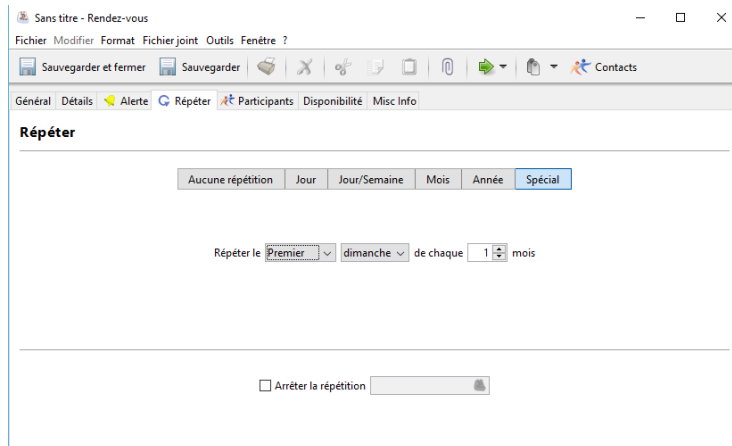 Sans titre - Rendez-vous
Fichier Modifier Format Fichier joint Outils Fenêtre ?
Sauvegarder et fermer Sauvegarder Contacts
Général Détails Alerte Répéter Participants Disponibilité Misc Info
Répéter
Aucune répétition Jour Jour/Semaine Mois Année Spécial
Répéter le Premier dimanche de chaque 1 mois
Arrêter la répétition